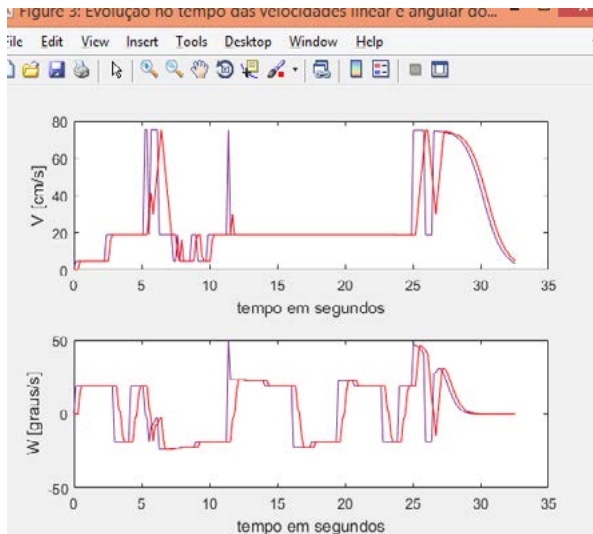 Figure 3: Evolução no tempo das velocidades linear e angular do...
File Edit View Insert Tools Desktop Window Help
80
60
40
20
0
V [cm/s]
0 5 10 15 20 25 30 35
tempo em segundos
50
0
-50
W [graus/s]
0 5 10 15 20 25 30 35
tempo em segundos